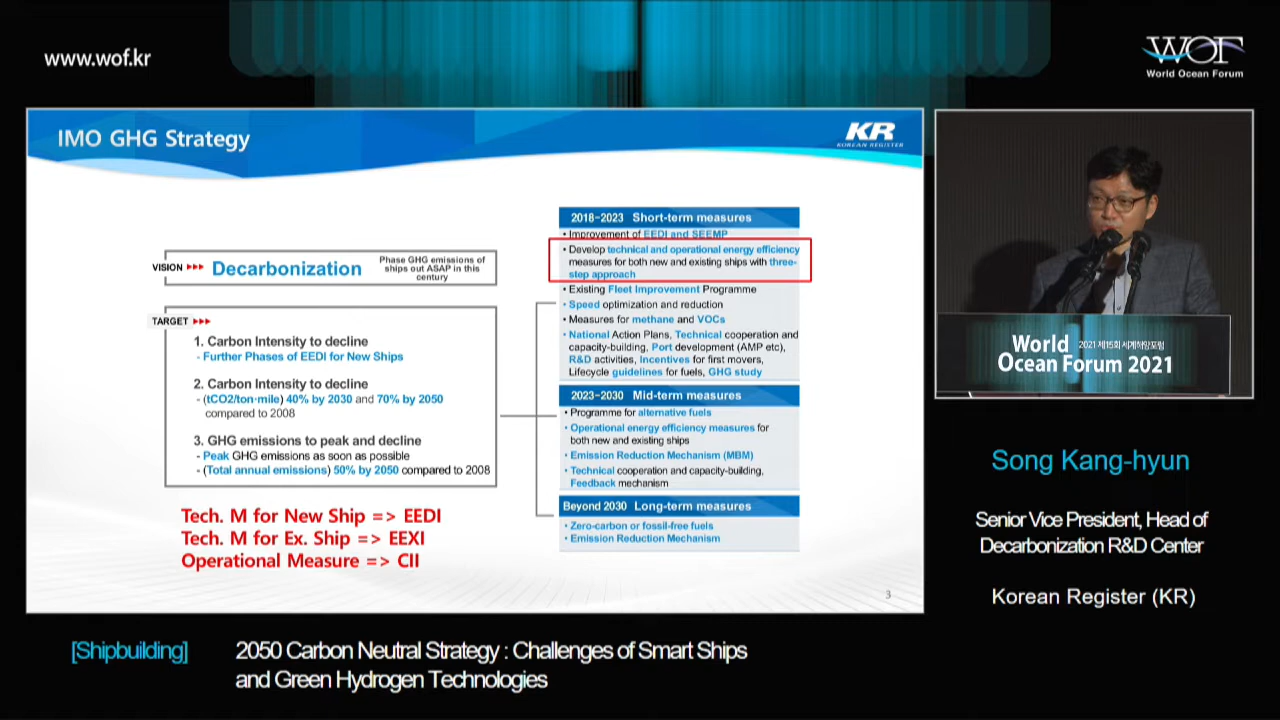 www.wof.kr
WOF
World Ocean Forum
IMO GHG Strategy
KR
KOREAN REGISTER
VISION
Decarbonization
Phase GHG emissions of
ships out ASAP in this
century
TARGET
1. Carbon Intensity to decline
- Further Phases of EEDI for New Ships
2. Carbon Intensity to decline
- (tCO2/ton·mile) 40% by 2030 and 70% by 2050
compared to 2008
3. GHG emissions to peak and decline
- Peak GHG emissions as soon as possible
- (Total annual emissions) 50% by 2050 compared to 2008
Tech. M for New Ship => EEDI
Tech. M for Ex. Ship => EEXI
Operational Measure => CII
2018-2023 Short-term measures
• Improvement of EEDI and SEEMP
• Develop technical and operational energy efficiency
measures for both new and existing ships with three-
step approach
• Existing Fleet Improvement Programme
• Speed optimization and reduction
• Measures for methane and VOCs
• National Action Plans, Technical cooperation and
capacity-building, Port development (AMP etc),
R&D activities, Incentives for first movers,
Lifecycle guidelines for fuels, GHG study
2023-2030 Mid-term measures
• Programme for alternative fuels
• Operational energy efficiency measures for
both new and existing ships
• Emission Reduction Mechanism (MBM)
• Technical cooperation and capacity-building,
Feedback mechanism
Beyond 2030 Long-term measures
• Zero-carbon or fossil-free fuels
• Emission Reduction Mechanism
3
World 2021 제15회 세계해양포럼
Ocean Forum 2021
Song Kang-hyun
Senior Vice President, Head of
Decarbonization R&D Center
Korean Register (KR)
[Shipbuilding] 2050 Carbon Neutral Strategy : Challenges of Smart Ships
and Green Hydrogen Technologies